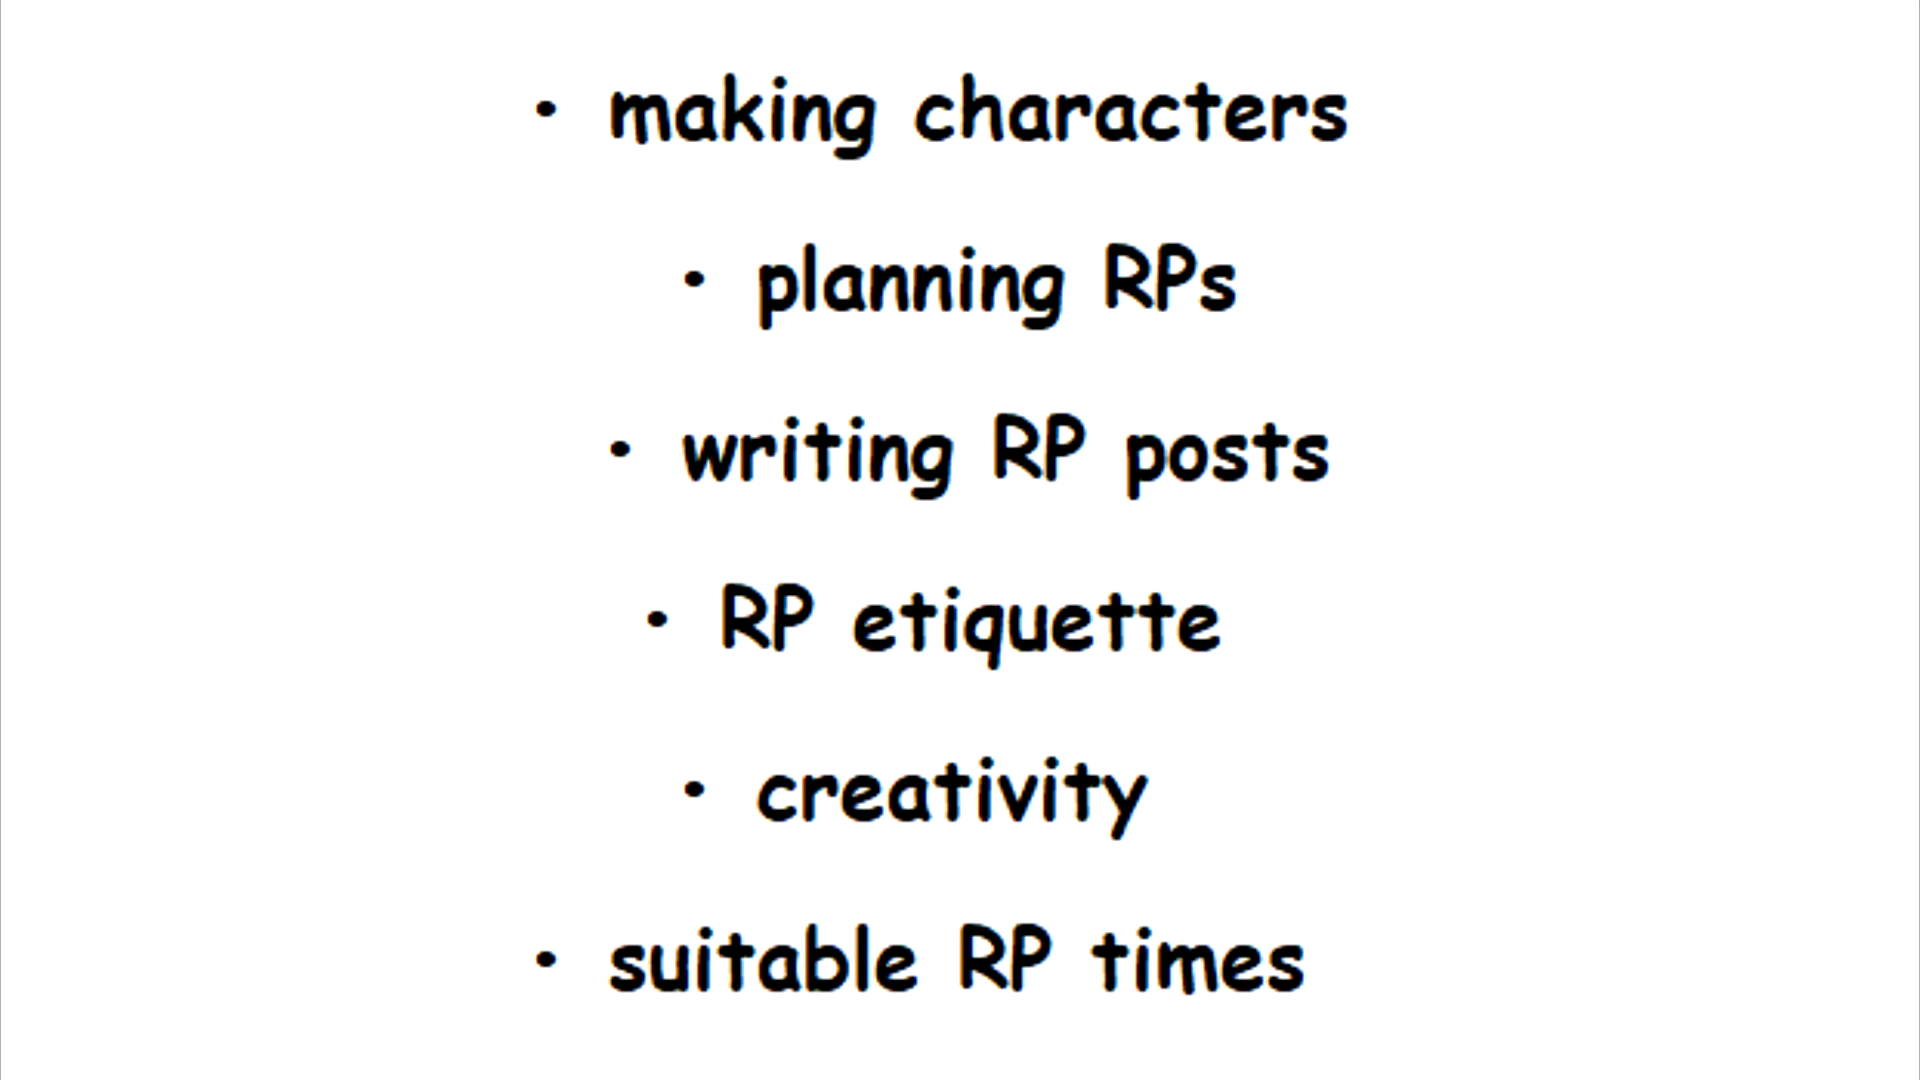 • making characters
• planning RPs
• writing RP posts
• RP etiquette
• creativity
• suitable RP times